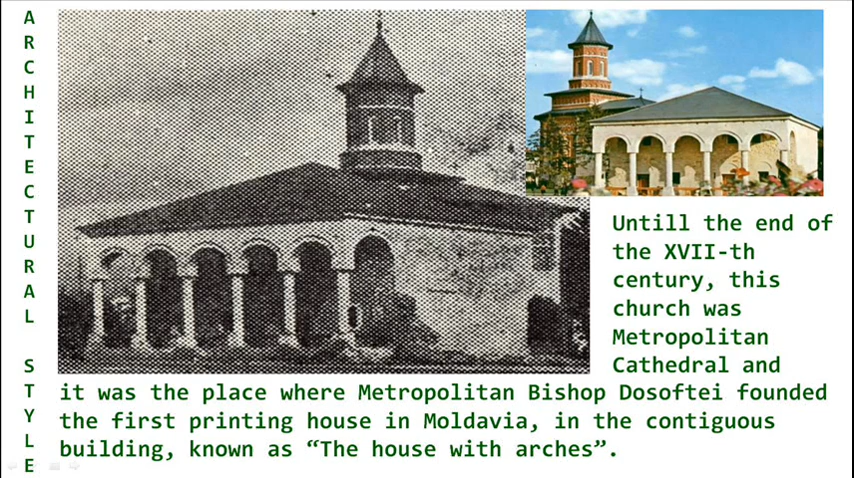 ARCHITECTURAL STYLE
Untill the end of
the XVII-th
century, this
church was
Metropolitan
Cathedral and
it was the place where Metropolitan Bishop Dosoftei founded
the first printing house in Moldavia, in the contiguous
building, known as “The house with arches”.